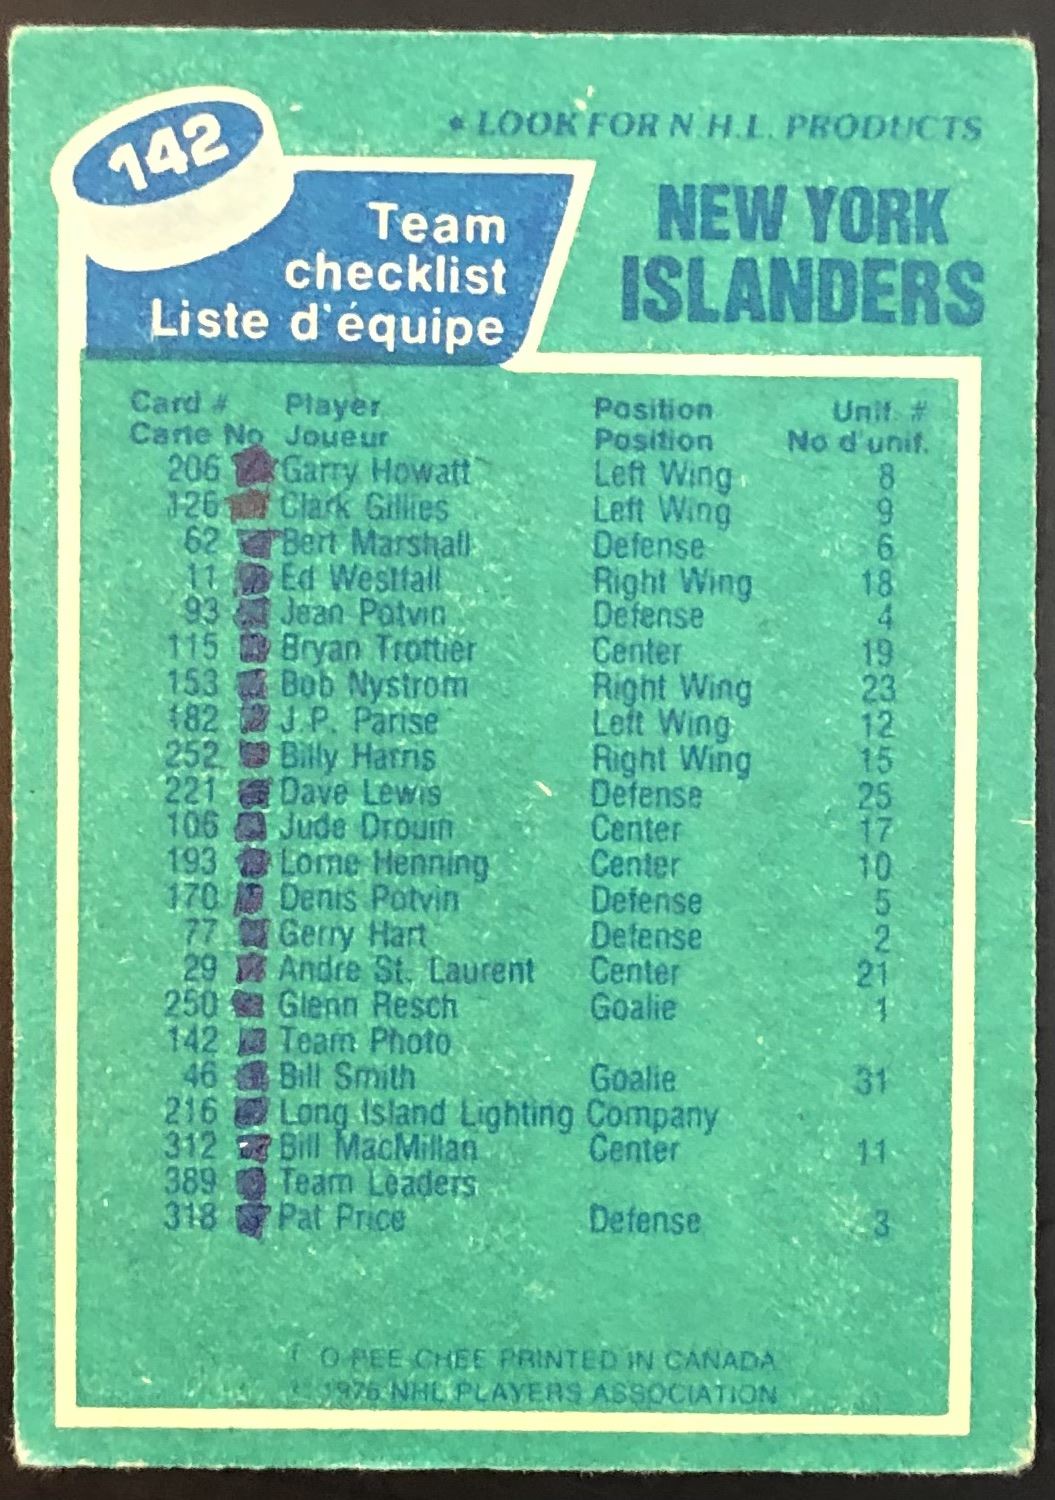 142
* LOOK FOR N.H.L. PRODUCTS
Team
checklist
Liste d'équipe
NEW YORK
ISLANDERS
Card # Player Position Unif. #
Carte No Joueur Position No d'unif.
206 Garry Howatt Left Wing 8
126 Clark Gillies Left Wing 9
62 Bert Marshall Defense 6
11 Ed Westfall Right Wing 18
93 Jean Potvin Defense 4
115 Bryan Trottier Center 19
153 Bob Nystrom Right Wing 23
182 J.P. Parise Left Wing 12
252 Billy Harris Right Wing 15
221 Dave Lewis Defense 25
106 Jude Drouin Center 17
193 Lorne Henning Center 10
170 Denis Potvin Defense 5
77 Gerry Hart Defense 2
29 Andre St. Laurent Center 21
250 Glenn Resch Goalie 1
142 Team Photo
46 Bill Smith Goalie 31
216 Long Island Lighting Company
312 Bill MacMillan Center 11
389 Team Leaders
318 Pat Price Defense 3
O-PEE-CHEE PRINTED IN CANADA
© 1976 NHL PLAYERS ASSOCIATION